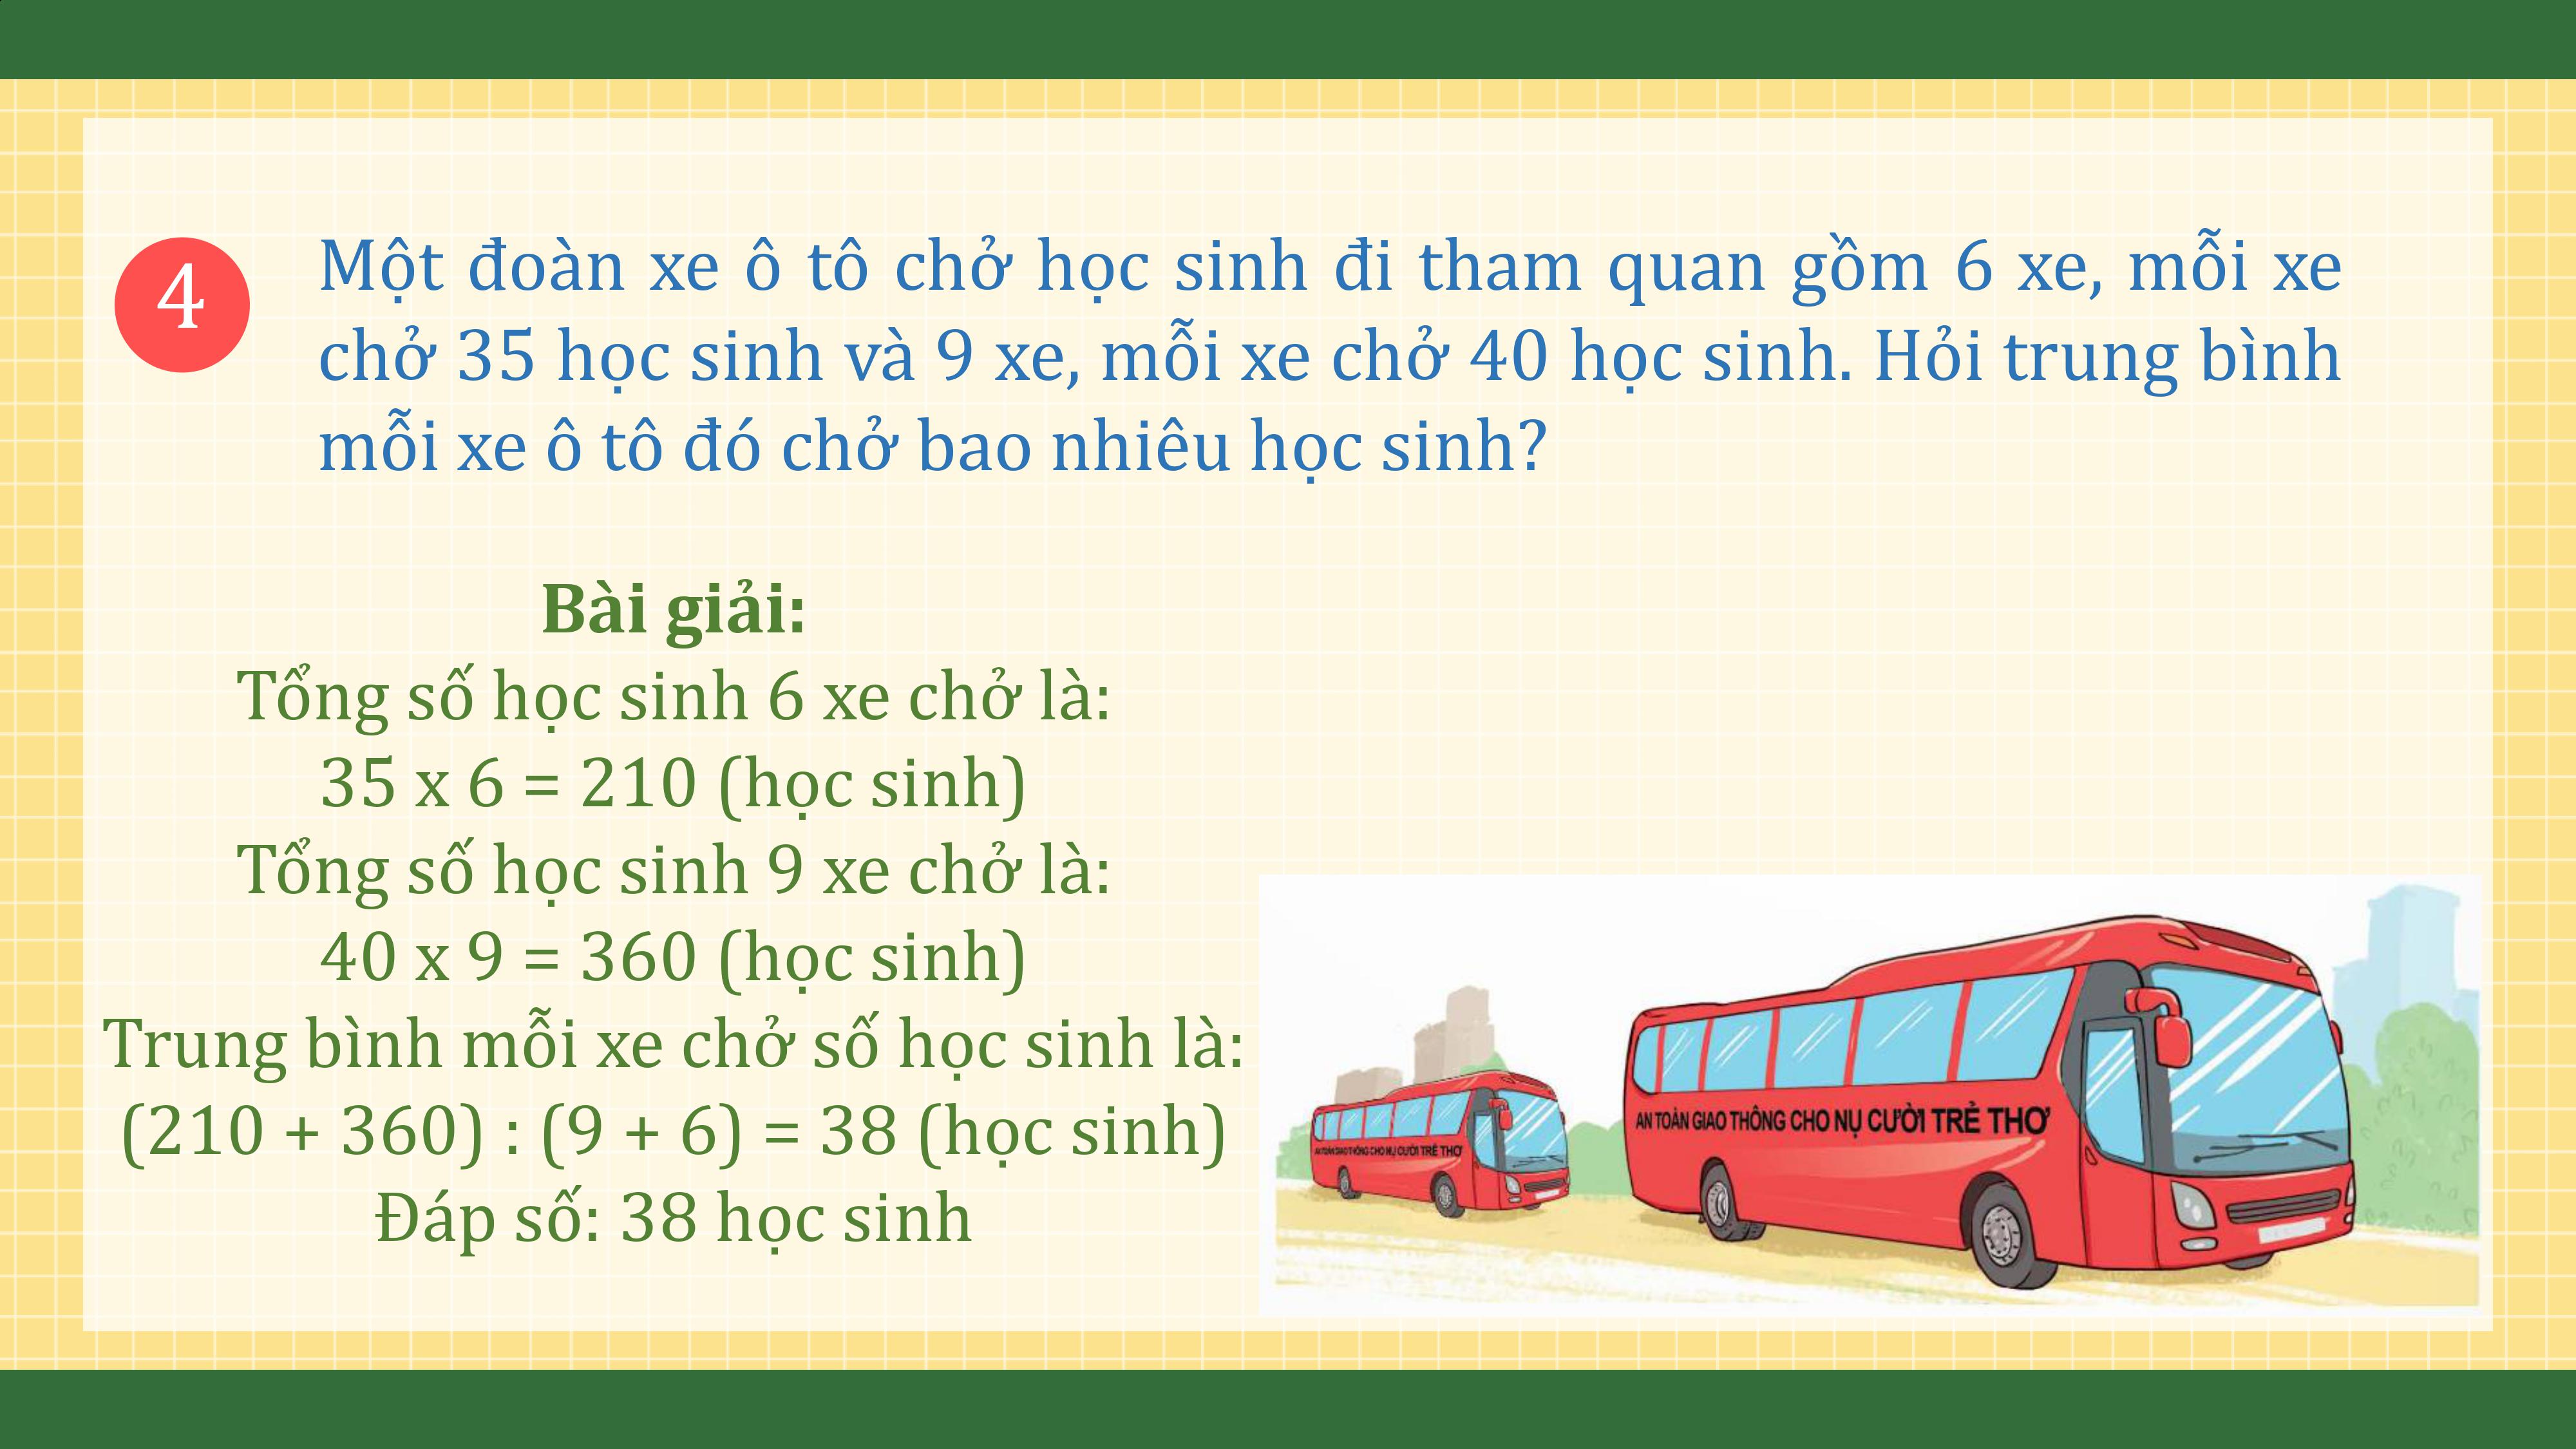 4
Một đoàn xe ô tô chở học sinh đi tham quan gồm 6 xe, mỗi xe
chở 35 học sinh và 9 xe, mỗi xe chở 40 học sinh. Hỏi trung bình
mỗi xe ô tô đó chở bao nhiêu học sinh?
Bài giải:
Tổng số học sinh 6 xe chở là:
35 x 6 = 210 (học sinh)
Tổng số học sinh 9 xe chở là:
40 x 9 = 360 (học sinh)
Trung bình mỗi xe chở số học sinh là:
(210 + 360) : (9 + 6) = 38 (học sinh)
Đáp số: 38 học sinh
AN TOÀN GIAO THÔNG CHO NỤ CƯỜI TRẺ THƠ
AN TOÀN GIAO THÔNG CHO NỤ CƯỜI TRẺ THƠ